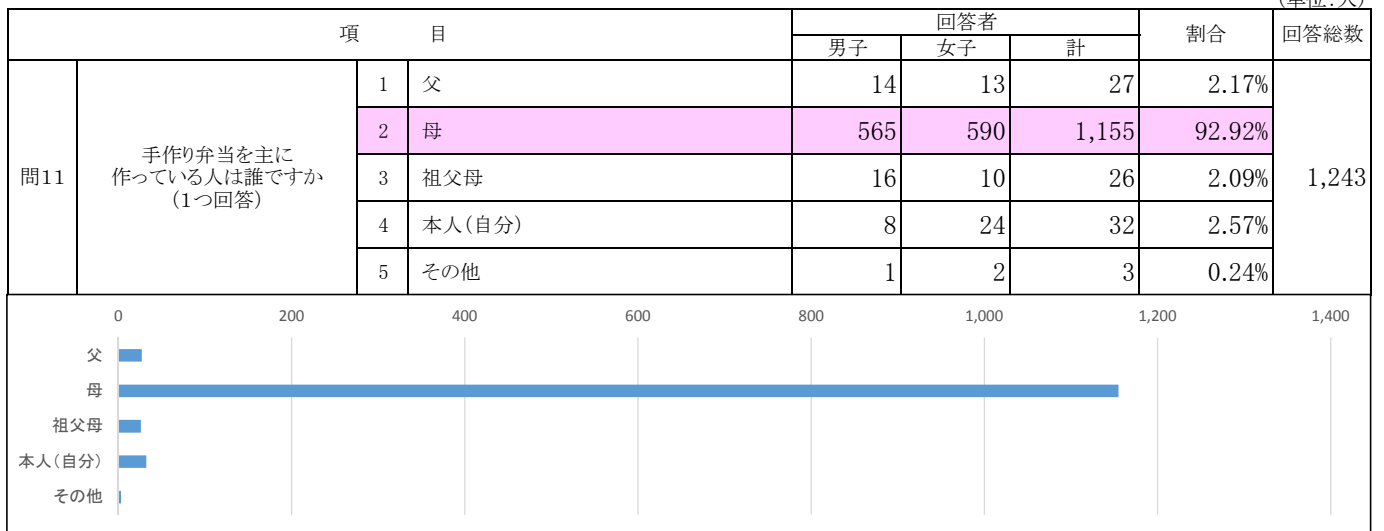 (単位:人)
項 目 回答者 割合 回答総数
男子 女子 計
問11 手作り弁当を主に
作っている人は誰ですか
(1つ回答)
1 父 14 13 27 2.17% 1,243
2 母 565 590 1,155 92.92%
3 祖父母 16 10 26 2.09%
4 本人(自分) 8 24 32 2.57%
5 その他 1 2 3 0.24%
0 200 400 600 800 1,000 1,200 1,400
父
母
祖父母
本人(自分)
その他